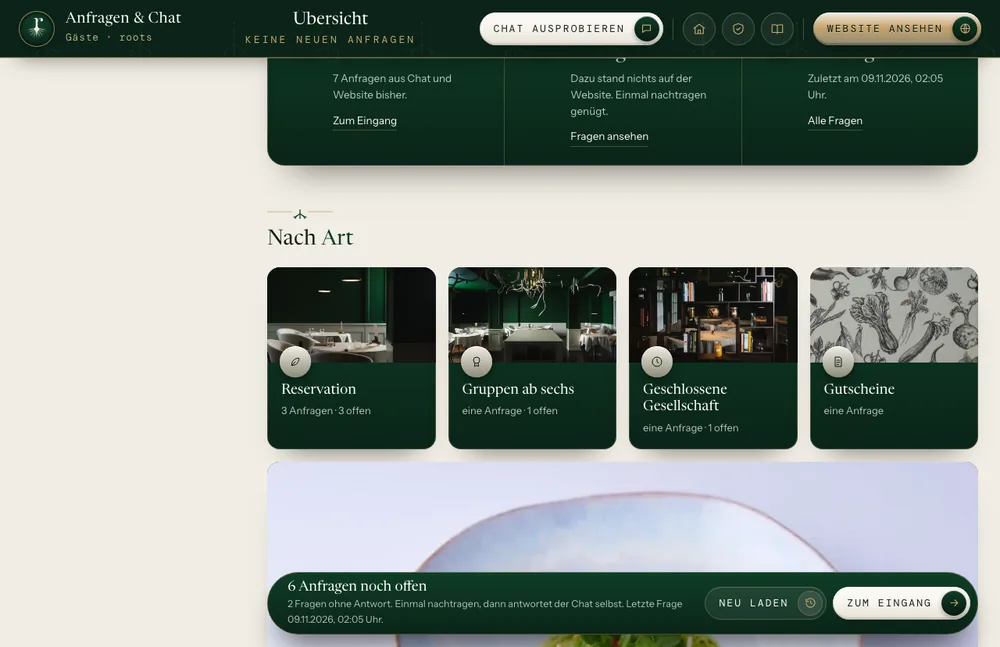 Anfragen & Chat
Gäste · roots
Übersicht
KEINE NEUEN ANFRAGEN
CHAT AUSPROBIEREN
WEBSITE ANSEHEN
7 Anfragen aus Chat und
Website bisher.
Zum Eingang
Dazu stand nichts auf der
Website. Einmal nachtragen
genügt.
Fragen ansehen
Zuletzt am 09.11.2026, 02:05
Uhr.
Alle Fragen
Nach Art
Reservation
3 Anfragen · 3 offen
Gruppen ab sechs
eine Anfrage · 1 offen
Geschlossene
Gesellschaft
eine Anfrage · 1 offen
Gutscheine
eine Anfrage
6 Anfragen noch offen
2 Fragen ohne Antwort. Einmal nachtragen, dann antwortet der Chat selbst. Letzte Frage
09.11.2026, 02:05 Uhr.
NEU LADEN
ZUM EINGANG